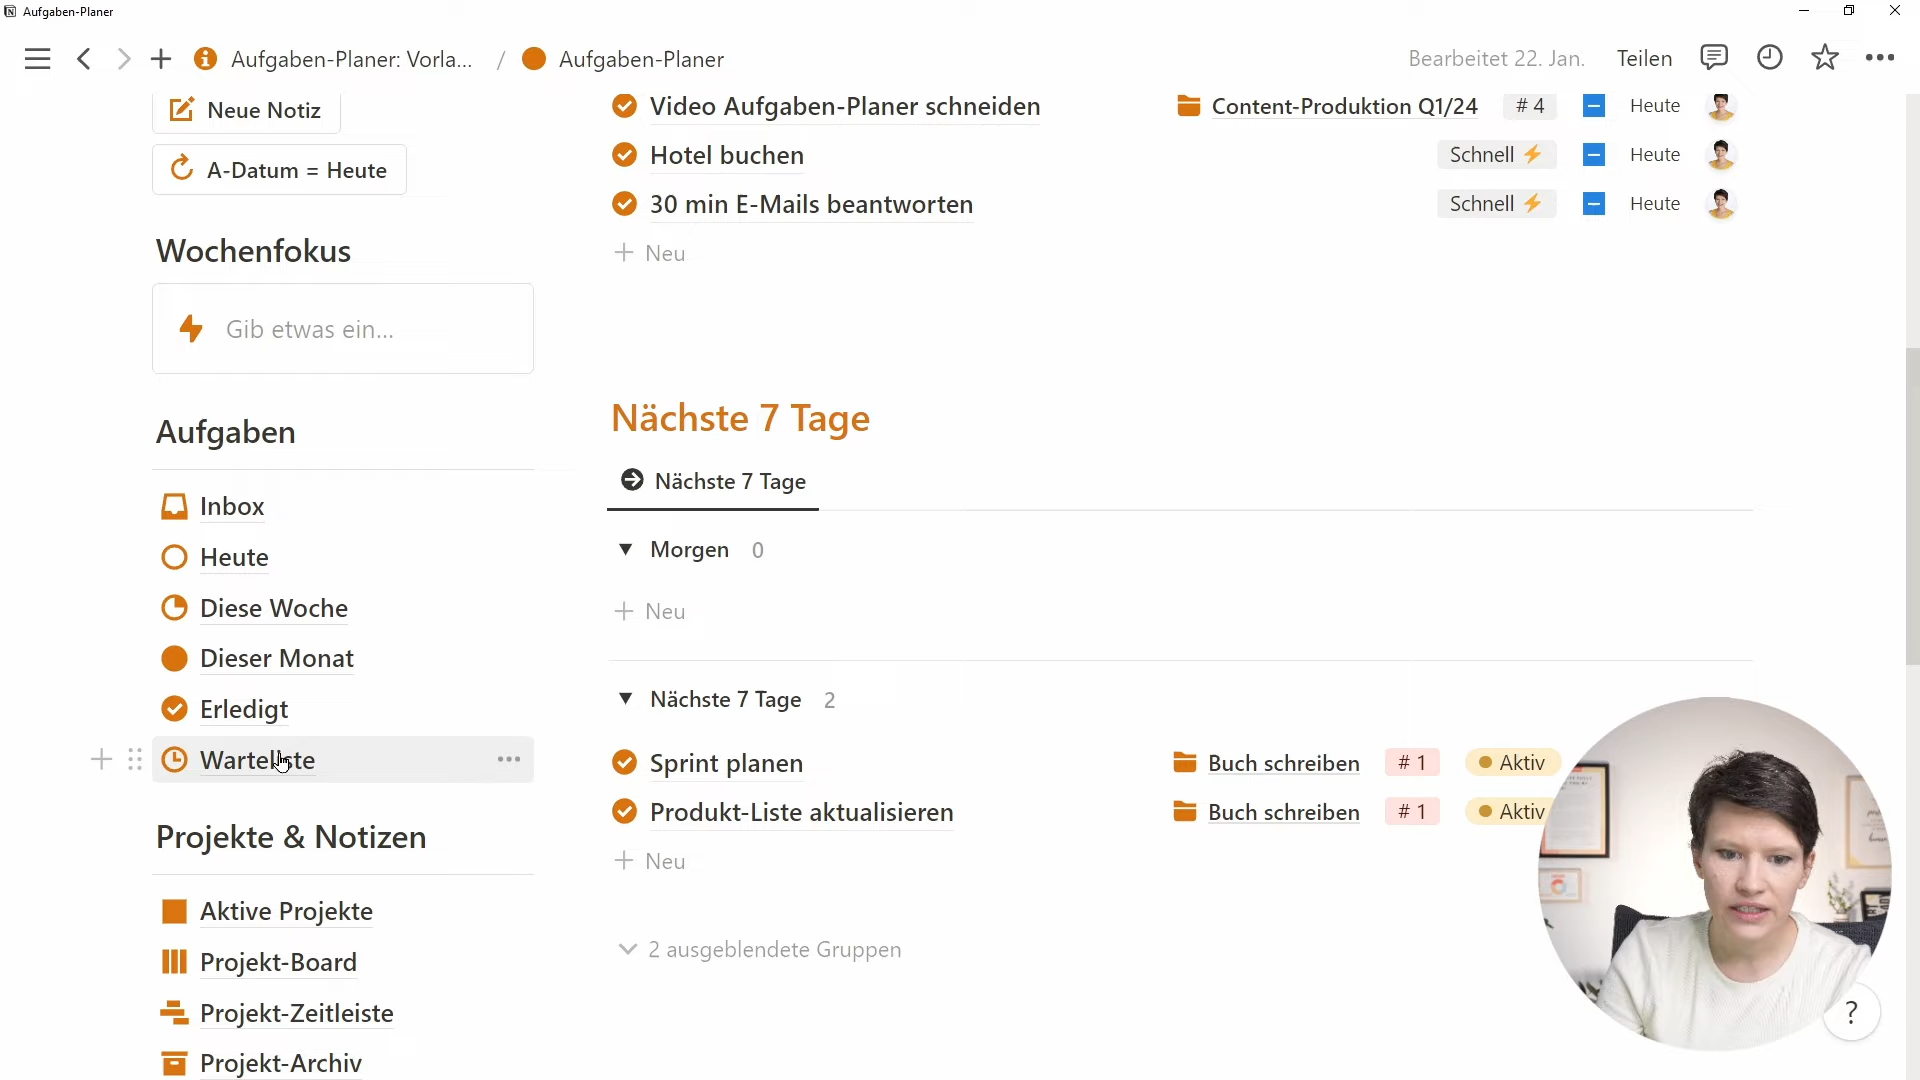 Aufgaben-Planer
Aufgaben-Planer: Vorla... / Aufgaben-Planer
Bearbeitet 22. Jan. Teilen
Neue Notiz
A-Datum = Heute
Wochenfokus
Gib etwas ein...
Aufgaben
Inbox
Heute
Diese Woche
Dieser Monat
Erledigt
Warteliste
Projekte & Notizen
Aktive Projekte
Projekt-Board
Projekt-Zeitleiste
Projekt-Archiv
Video Aufgaben-Planer schneiden Content-Produktion Q1/24 # 4 Heute
Hotel buchen Schnell ⚡ Heute
30 min E-Mails beantworten Schnell ⚡ Heute
+ Neu
Nächste 7 Tage
Nächste 7 Tage
Morgen 0
+ Neu
Nächste 7 Tage 2
Sprint planen Buch schreiben # 1 Aktiv
Produkt-Liste aktualisieren Buch schreiben # 1 Aktiv
+ Neu
2 ausgeblendete Gruppen
?